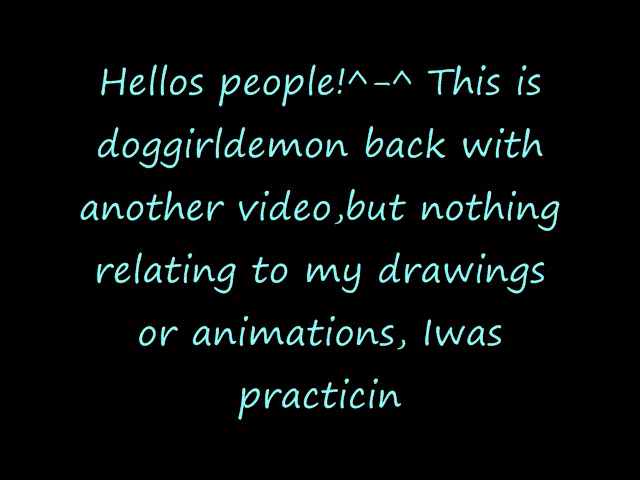 Hellos people!^-^ This is
doggirldemon back with
another video,but nothing
relating to my drawings
or animations, Iwas
practicin